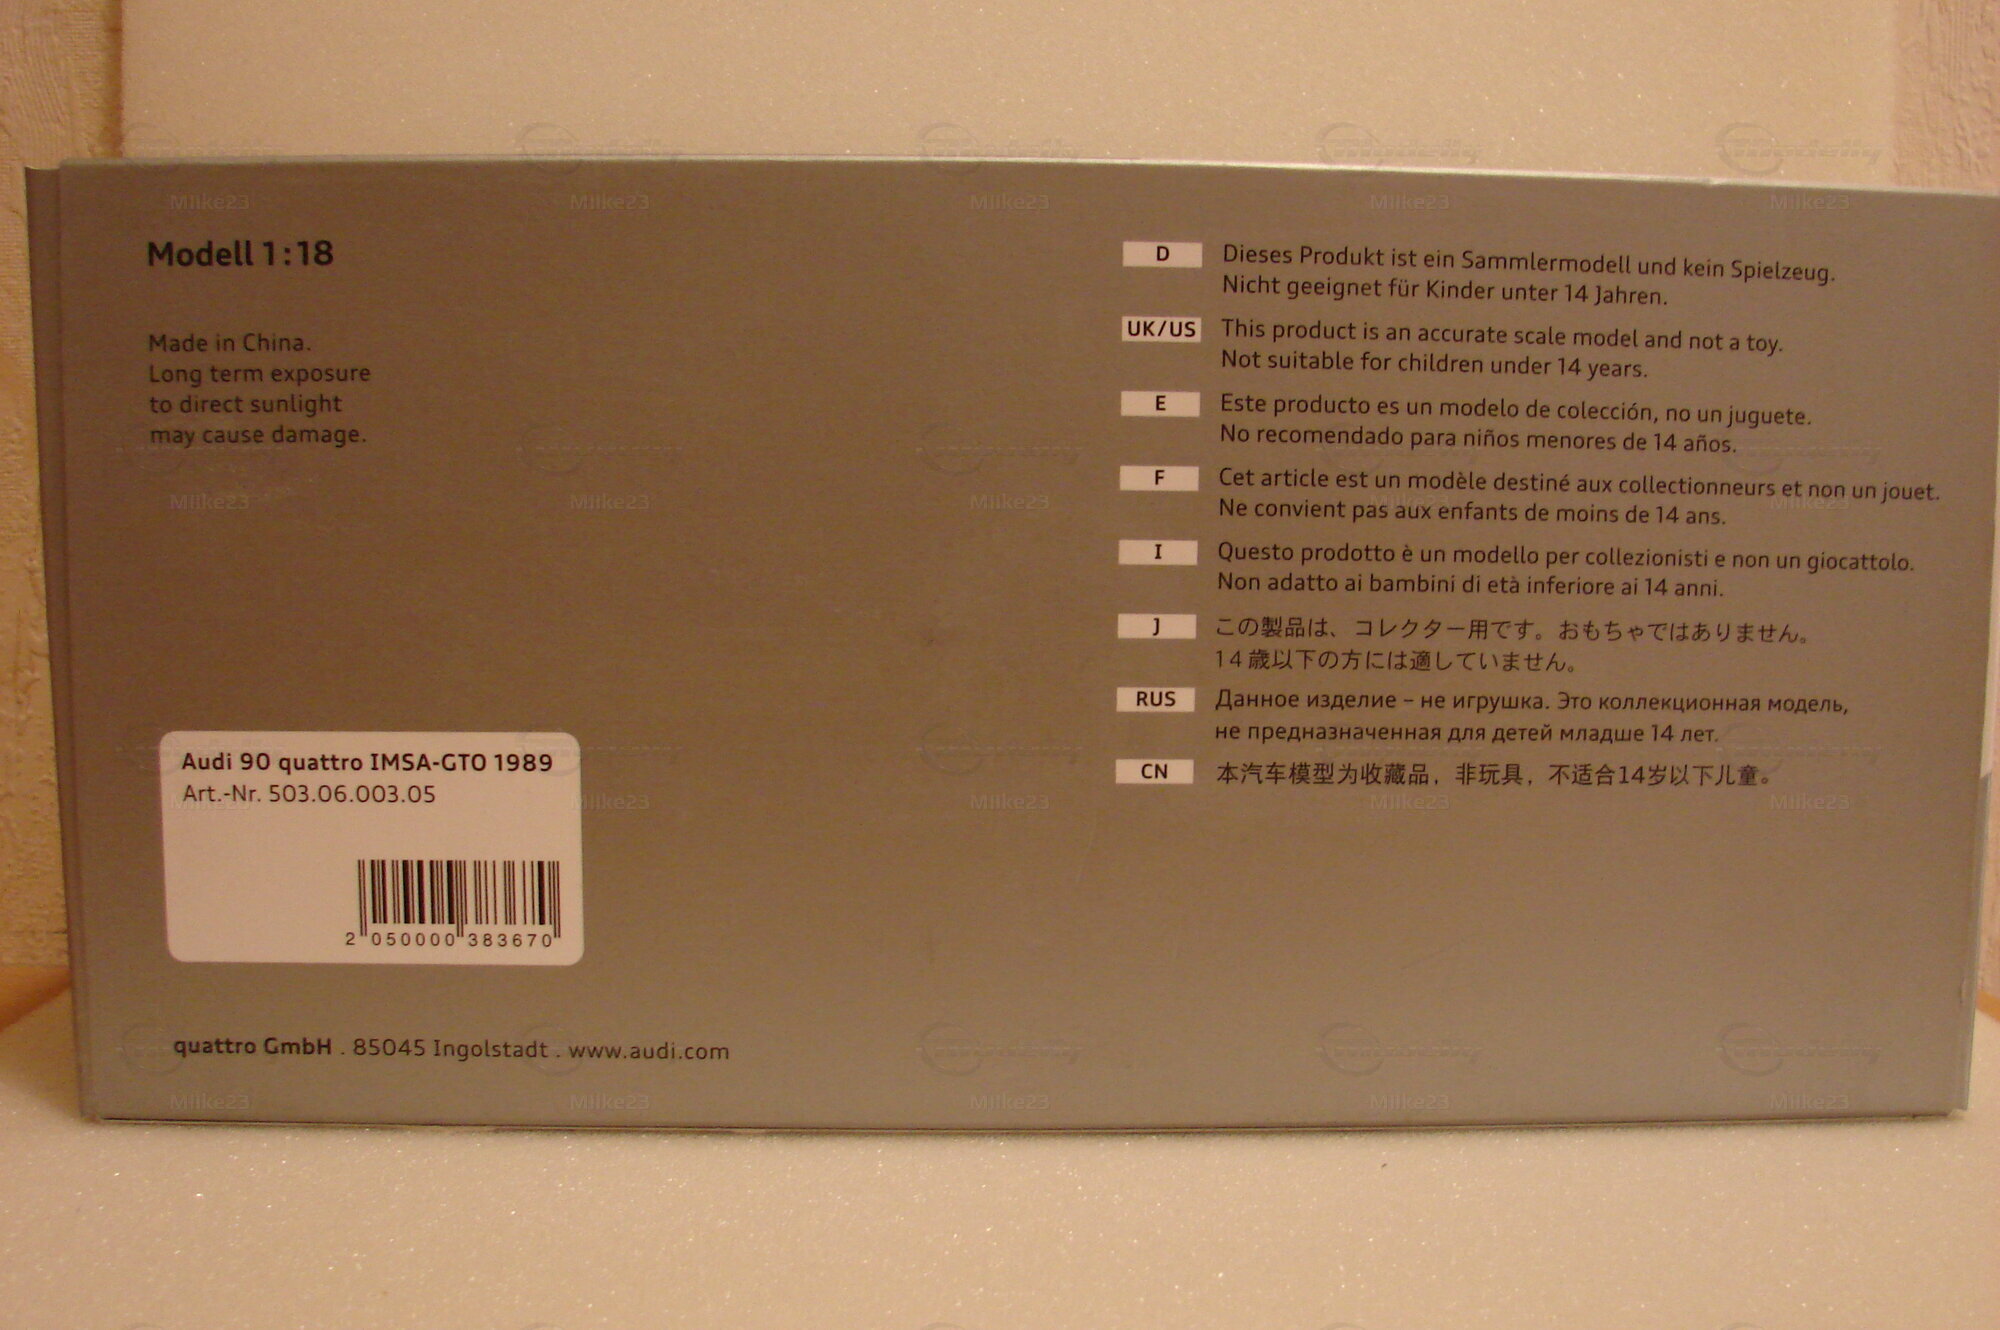 Modell 1:18
Made in China.
Long term exposure
to direct sunlight
may cause damage.
Audi 90 quattro IMSA-GTO 1989
Art.-Nr. 503.06.003.05
2 050000 383670
quattro GmbH . 85045 Ingolstadt . www.audi.com
D Dieses Produkt ist ein Sammlermodell und kein Spielzeug.
Nicht geeignet für Kinder unter 14 Jahren.
UK/US This product is an accurate scale model and not a toy.
Not suitable for children under 14 years.
E Este producto es un modelo de colección, no un juguete.
No recomendado para niños menores de 14 años.
F Cet article est un modèle destiné aux collectionneurs et non un jouet.
Ne convient pas aux enfants de moins de 14 ans.
I Questo prodotto è un modello per collezionisti e non un giocattolo.
Non adatto ai bambini di età inferiore ai 14 anni.
J この製品は、コレクター用です。おもちゃではありません。
14歳以下の方には適していません。
RUS Данное изделие – не игрушка. Это коллекционная модель,
не предназначенная для детей младше 14 лет.
CN 本汽车模型为收藏品，非玩具，不适合14岁以下儿童。
Miike23